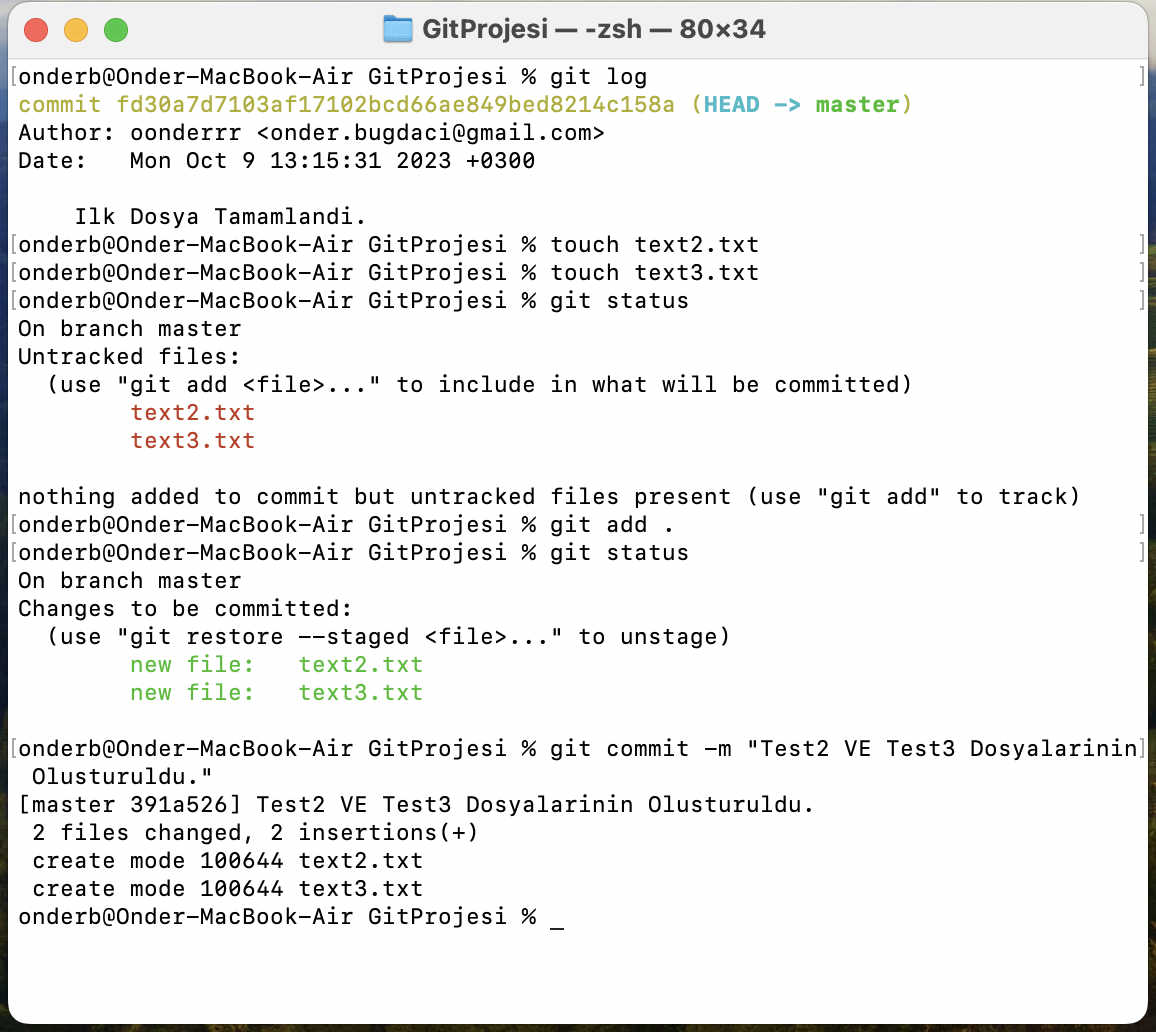 GitProjesi — -zsh — 80×34
[onderb@Onder-MacBook-Air GitProjesi % git log ]
commit fd30a7d7103af17102bcd66ae849bed8214c158a (HEAD -> master)
Author: oonderrr <onder.bugdaci@gmail.com>
Date:   Mon Oct 9 13:15:31 2023 +0300

    Ilk Dosya Tamamlandi.
[onderb@Onder-MacBook-Air GitProjesi % touch text2.txt ]
[onderb@Onder-MacBook-Air GitProjesi % touch text3.txt ]
[onderb@Onder-MacBook-Air GitProjesi % git status ]
On branch master
Untracked files:
  (use "git add <file>..." to include in what will be committed)
        text2.txt
        text3.txt

nothing added to commit but untracked files present (use "git add" to track)
[onderb@Onder-MacBook-Air GitProjesi % git add . ]
[onderb@Onder-MacBook-Air GitProjesi % git status ]
On branch master
Changes to be committed:
  (use "git restore --staged <file>..." to unstage)
        new file:   text2.txt
        new file:   text3.txt

[onderb@Onder-MacBook-Air GitProjesi % git commit -m "Test2 VE Test3 Dosyalarinin]
 Olusturuldu."
[master 391a526] Test2 VE Test3 Dosyalarinin Olusturuldu.
 2 files changed, 2 insertions(+)
 create mode 100644 text2.txt
 create mode 100644 text3.txt
onderb@Onder-MacBook-Air GitProjesi % _